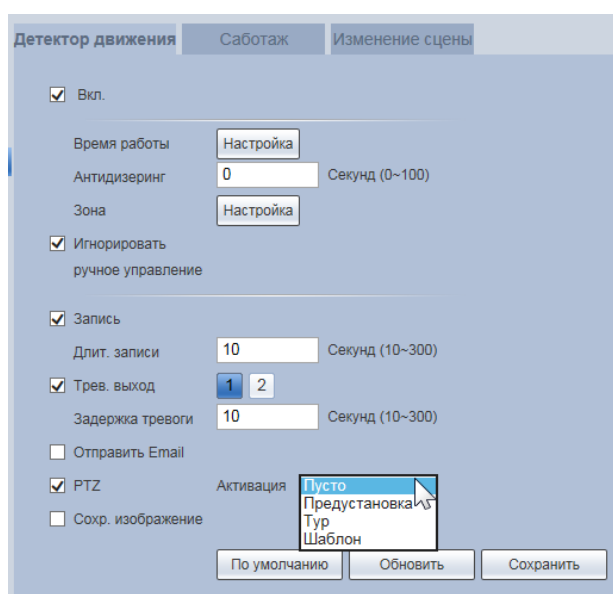 Детектор движения Саботаж Изменение сцены
Вкл.
Время работы Настройка
Антидизеринг 0 Секунд (0~100)
Зона Настройка
Игнорировать
ручное управление
Запись
Длит. записи 10 Секунд (10~300)
Трев. выход 1 2
Задержка тревоги 10 Секунд (10~300)
Отправить Email
PTZ Активация Пусто
Предустановка
Сохр. изображение Тур
Шаблон
По умолчанию Обновить Сохранить